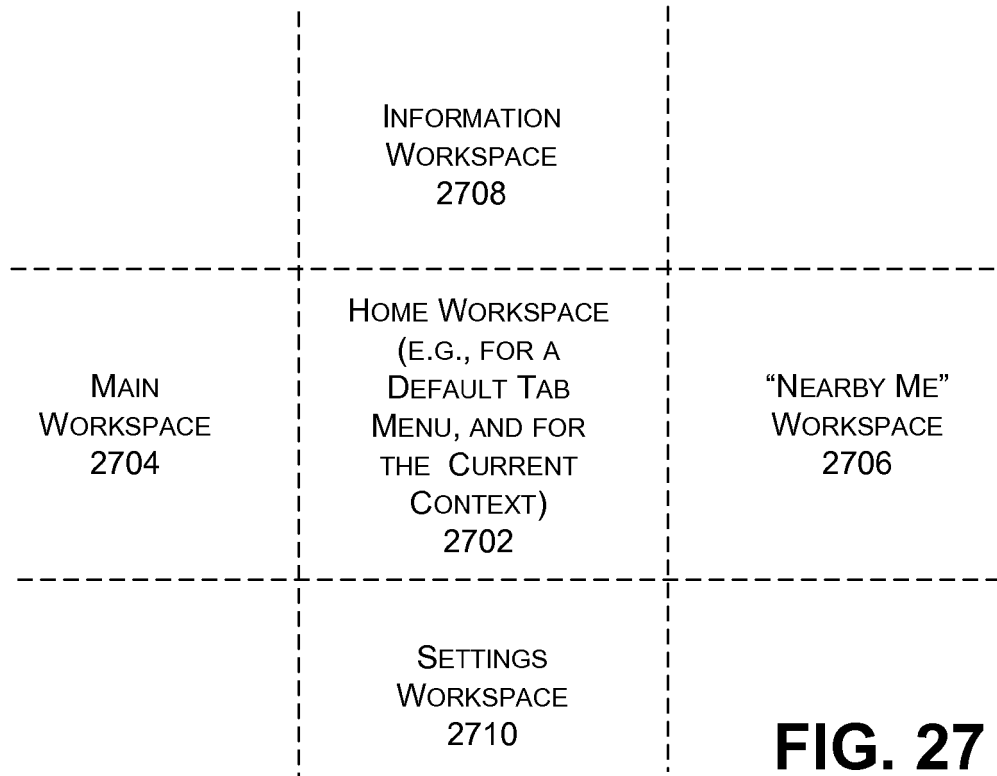 INFORMATION
WORKSPACE
2708
HOME WORKSPACE
(E.G., FOR A
DEFAULT TAB
MENU, AND FOR
THE CURRENT
CONTEXT)
2702
MAIN
WORKSPACE
2704
“NEARBY ME”
WORKSPACE
2706
SETTINGS
WORKSPACE
2710
FIG. 27